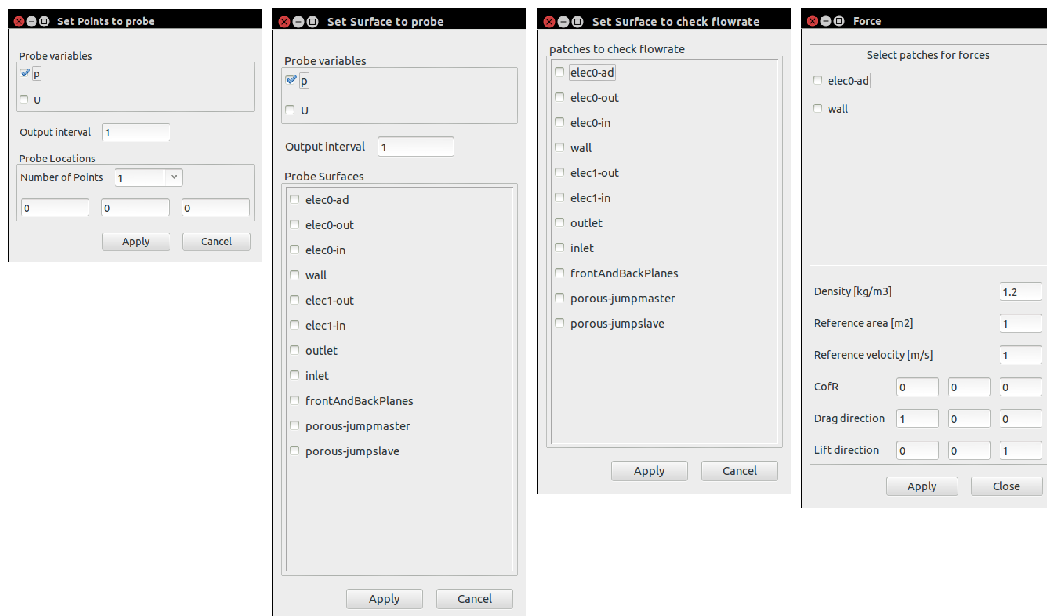 Set Points to probe
Probe variables
p
U
Output interval 1
Probe Locations
Number of Points 1
0 0 0
Apply Cancel
Set Surface to probe
Probe variables
p
U
Output interval 1
Probe Surfaces
elec0-ad
elec0-out
elec0-in
wall
elec1-out
elec1-in
outlet
inlet
frontAndBackPlanes
porous-jumpmaster
porous-jumpslave
Apply Cancel
Set Surface to check flowrate
patches to check flowrate
elec0-ad
elec0-out
elec0-in
wall
elec1-out
elec1-in
outlet
inlet
frontAndBackPlanes
porous-jumpmaster
porous-jumpslave
Apply Cancel
Force
Select patches for forces
elec0-ad
wall
Density [kg/m3] 1.2
Reference area [m2] 1
Reference velocity [m/s] 1
CofR 0 0 0
Drag direction 1 0 0
Lift direction 0 0 1
Apply Close